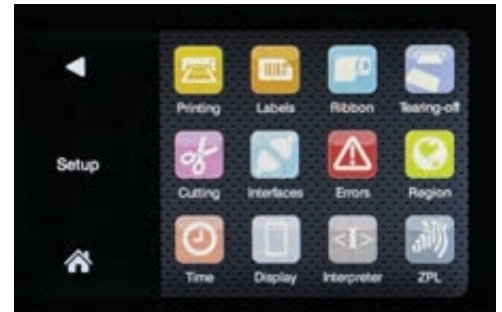 Printing Labels Ribbon Tearing-off
Setup
Cutting Interfaces Errors Region
<I>
Time Display Interpreter ZPL